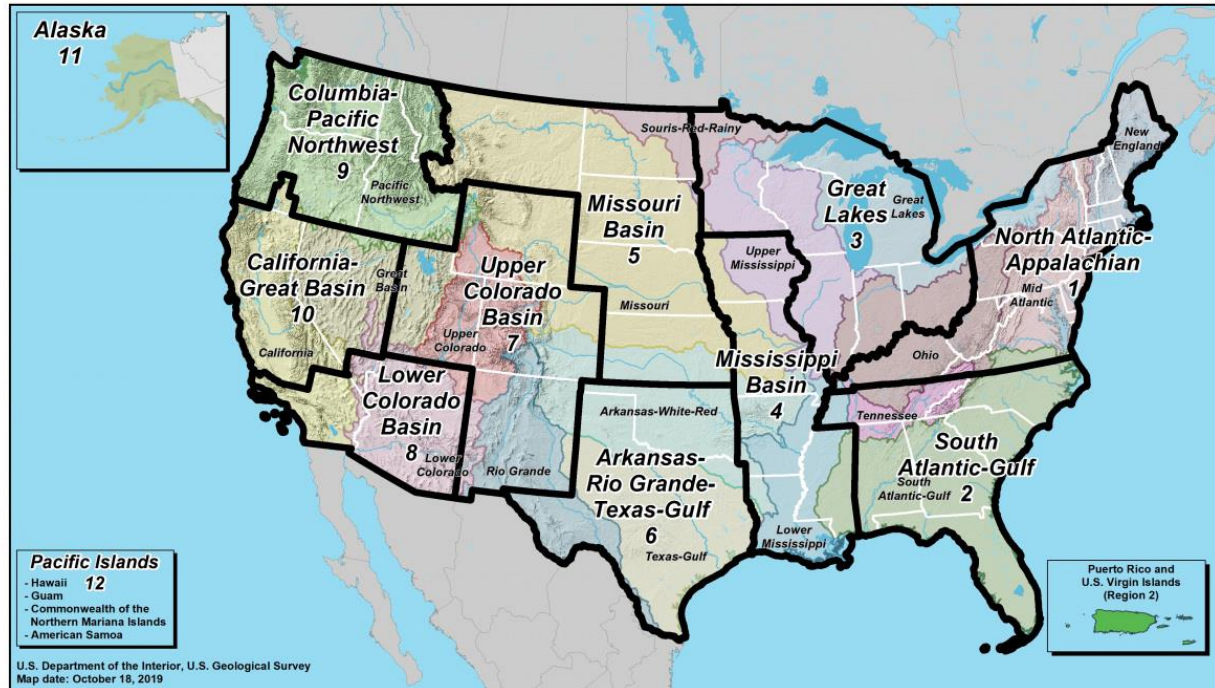 Alaska
11
Columbia-
Pacific
Northwest
9
Pacific
Northwest
Souris-Red-Rainy
New
England
Missouri
Basin
5
Great
Lakes
3
Great
Lakes
North Atlantic-
Appalachian
1
Mid
Atlantic
California-
Great Basin
10
Great
Basin
California
Upper
Colorado
Basin
7
Upper
Colorado
Missouri
Upper
Mississippi
Ohio
Mississippi
Basin
4
Lower
Colorado
Basin
8
Lower
Colorado
Rio Grande
Arkansas-White-Red
Arkansas-
Rio Grande-
Texas-Gulf
6
Texas-Gulf
Lower
Mississippi
Tennessee
South
Atlantic-Gulf
2
South
Atlantic-Gulf
Pacific Islands
12
- Hawaii
- Guam
- Commonwealth of the
Northern Mariana Islands
- American Samoa
Puerto Rico and
U.S. Virgin Islands
(Region 2)
U.S. Department of the Interior, U.S. Geological Survey
Map date: October 18, 2019